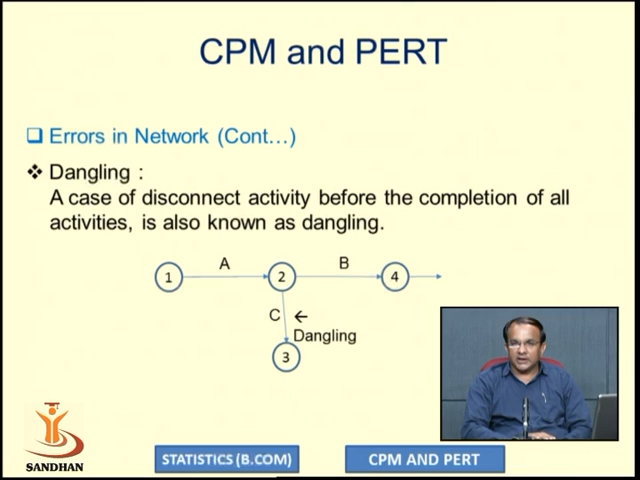 CPM and PERT
❑ Errors in Network (Cont…)
❖ Dangling :
A case of disconnect activity before the completion of all
activities, is also known as dangling.
A
B
1
2
4
C ←
Dangling
3
SANDHAN
STATISTICS (B.COM)
CPM AND PERT